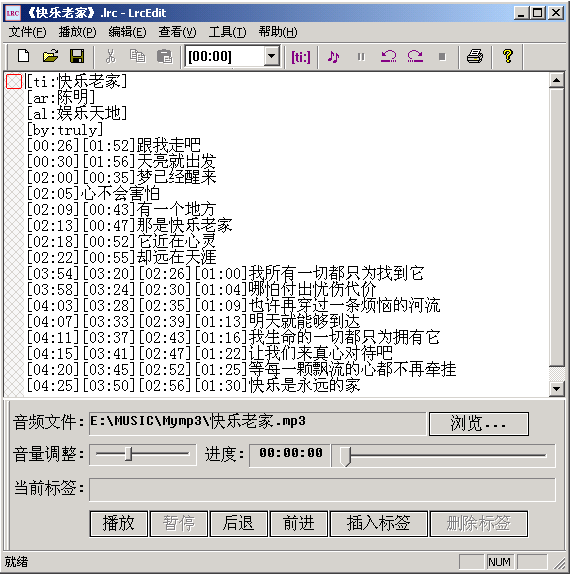 LRC 《快乐老家》.lrc - LrcEdit
文件(F) 播放(P) 编辑(E) 查看(V) 工具(T) 帮助(H)
[00:00] [ti:] ?
[ti:快乐老家]
[ar:陈明]
[al:娱乐天地]
[by:truly]
[00:26][01:52]跟我走吧
[00:30][01:56]天亮就出发
[02:00][00:35]梦已经醒来
[02:05]心不会害怕
[02:09][00:43]有一个地方
[02:13][00:47]那是快乐老家
[02:18][00:52]它近在心灵
[02:22][00:55]却远在天涯
[03:54][03:20][02:26][01:00]我所有一切都只为找到它
[03:58][03:24][02:30][01:04]哪怕付出忧伤代价
[04:03][03:28][02:35][01:09]也许再穿过一条烦恼的河流
[04:07][03:33][02:39][01:13]明天就能够到达
[04:11][03:37][02:43][01:16]我生命的一切都只为拥有它
[04:15][03:41][02:47][01:22]让我们来真心对待吧
[04:20][03:45][02:52][01:25]等每一颗飘流的心都不再牵挂
[04:25][03:50][02:56][01:30]快乐是永远的家
音频文件: E:\MUSIC\Mymp3\快乐老家.mp3 浏览...
音量调整: 进度: 00:00:00
当前标签:
播放 暂停 后退 前进 插入标签 删除标签
就绪 NUM